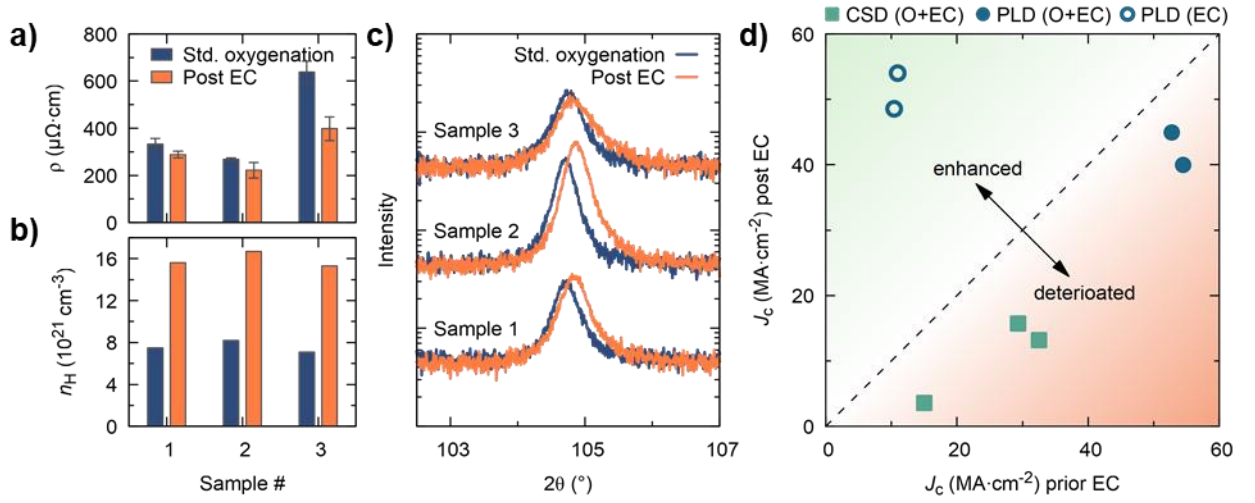 a)
800
600
400
200
0
ρ (μΩ·cm)
Std. oxygenation
Post EC
b)
16
12
8
4
0
n_H (10^21 cm^-3)
1 2 3
Sample #
c)
Std. oxygenation
Post EC
Sample 3
Sample 2
Sample 1
Intensity
103 105 107
2θ (°)
d)
CSD (O+EC) PLD (O+EC) PLD (EC)
60
40
20
0
J_c (MA·cm^-2) post EC
enhanced
deterioated
0 20 40 60
J_c (MA·cm^-2) prior EC